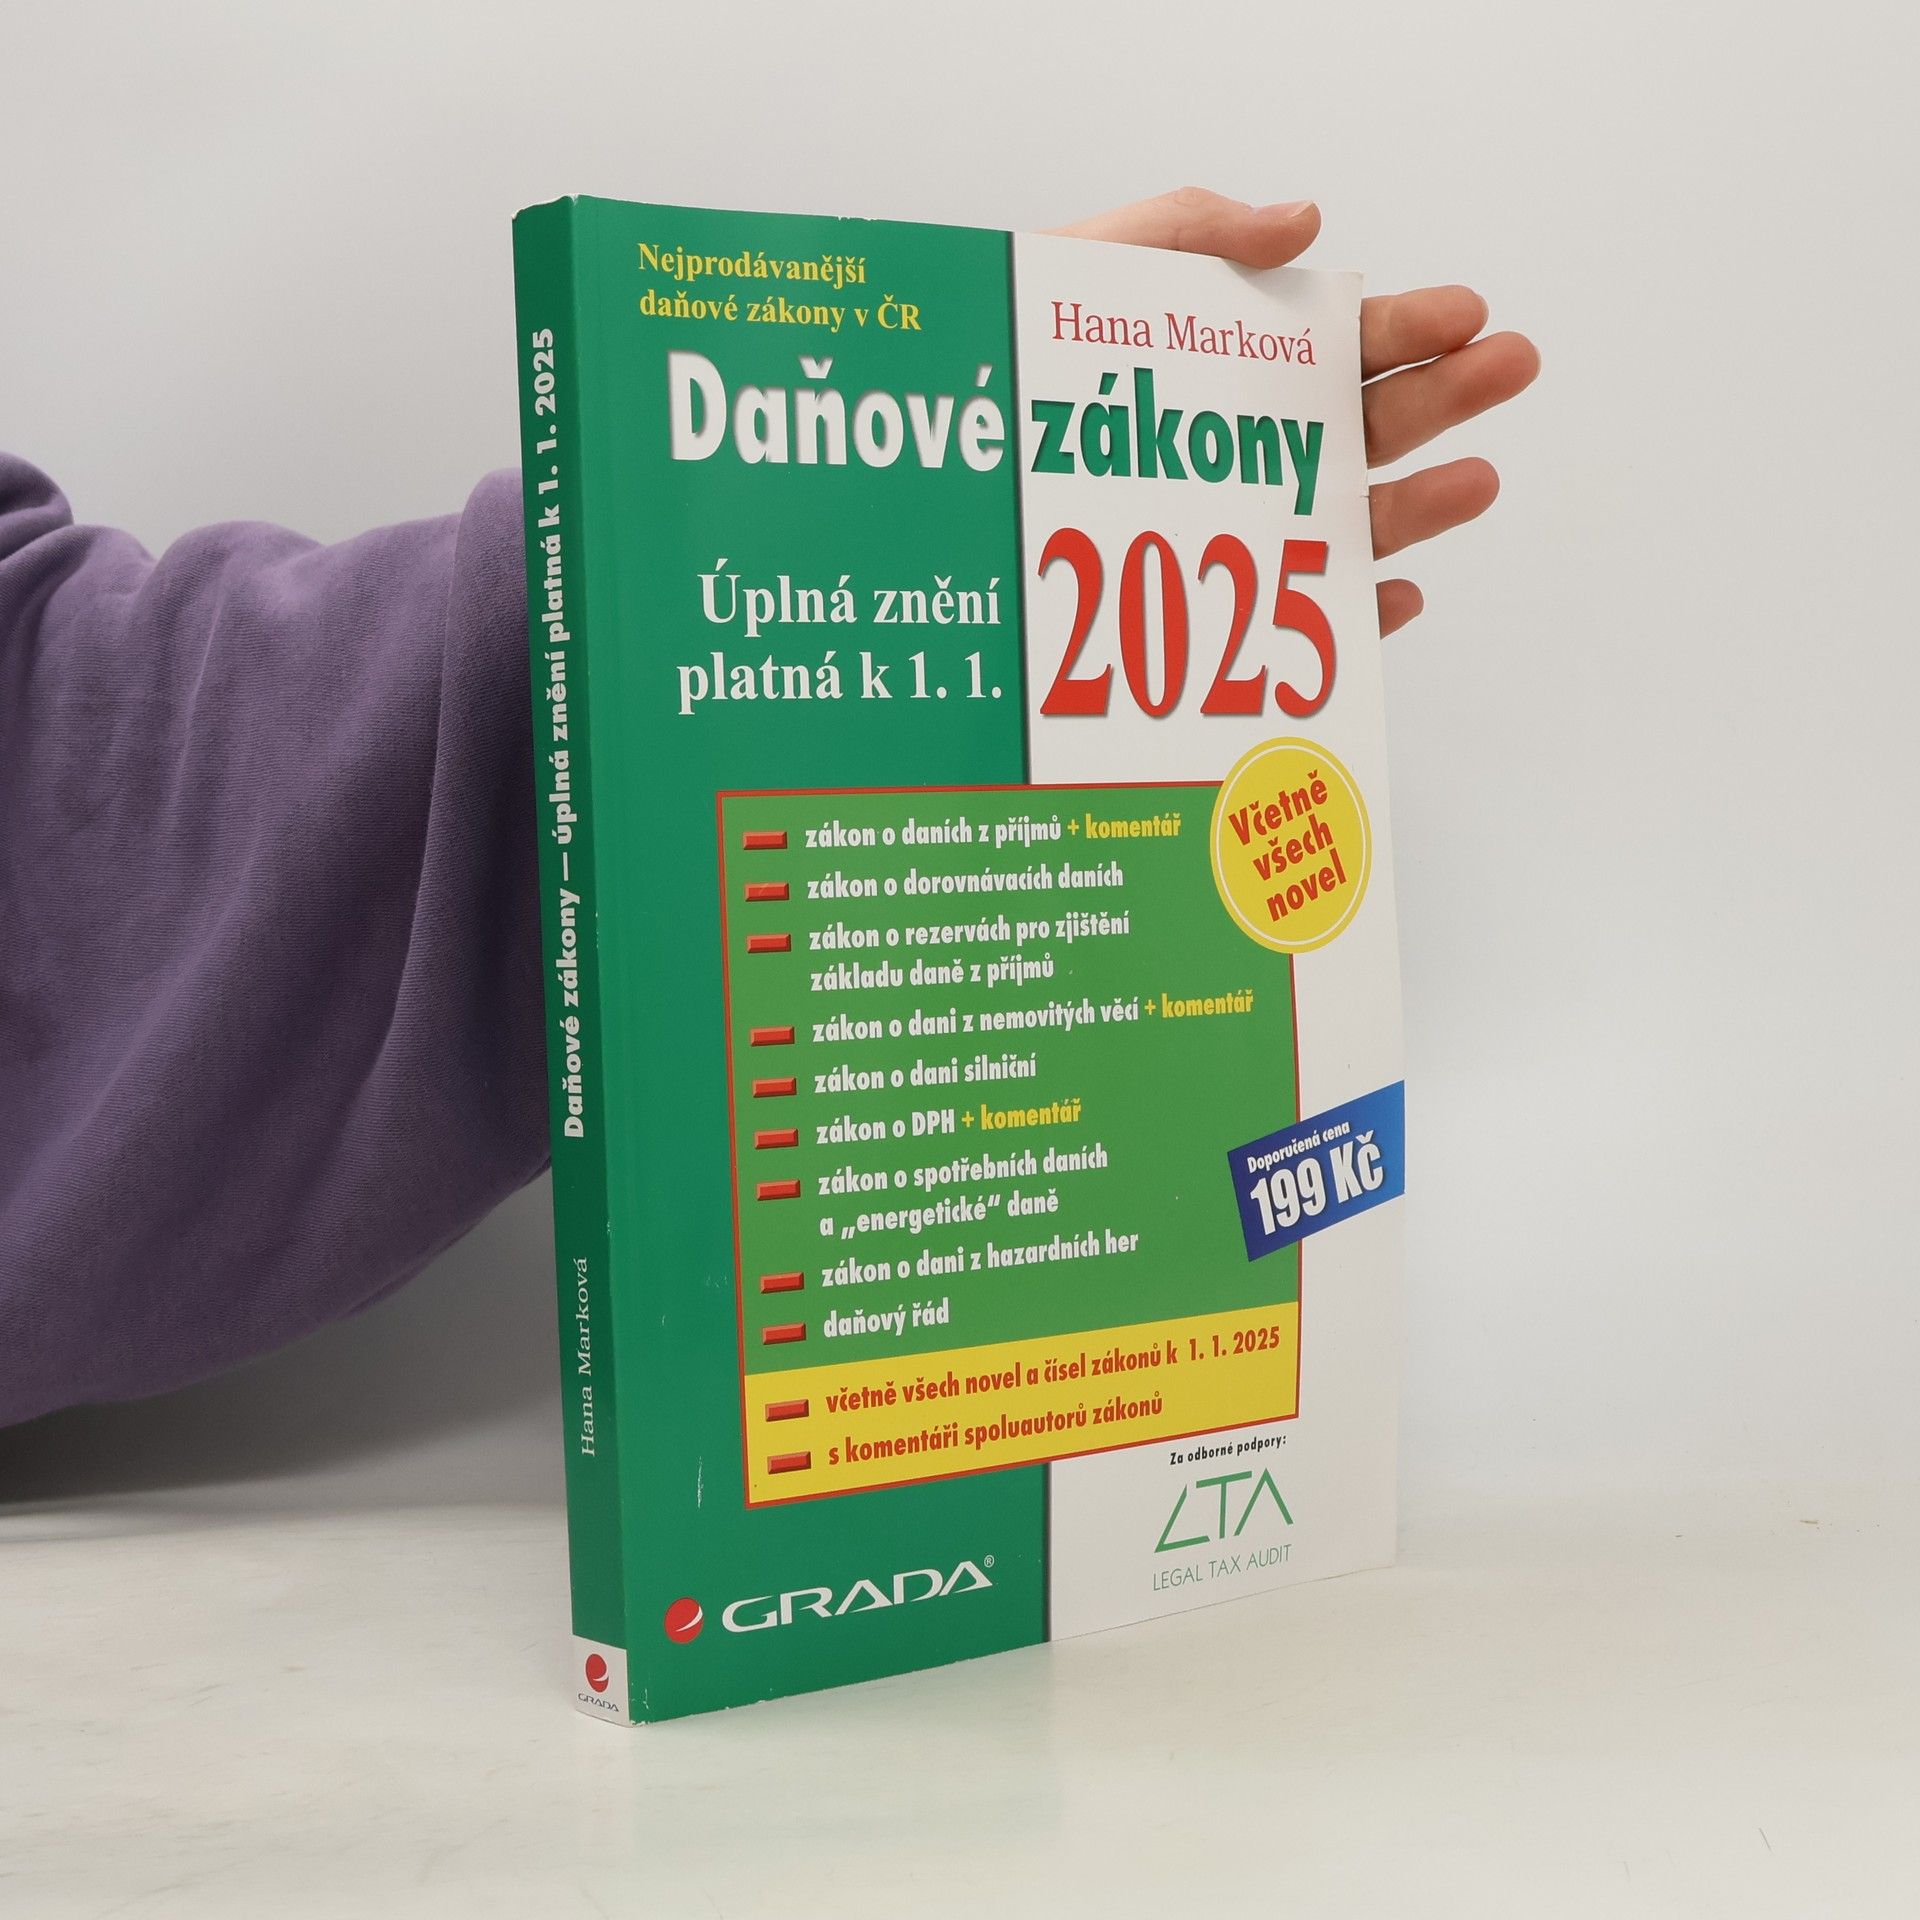 Nejprodávanější
daňové zákony v ČR
Hana Marková
Daňové zákony
Úplná znění
platná k 1. 1.
2025
Včetně
všech
novel
zákon o daních z příjmů + komentář
zákon o dorovnávacích daních
zákon o rezervách pro zjištění
základu daně z příjmů
zákon o dani z nemovitých věcí + komentář
zákon o dani silniční
zákon o DPH + komentář
zákon o spotřebních daních
a „energetické“ daně
zákon o dani z hazardních her
daňový řád
Doporučená cena
199 Kč
včetně všech novel a čísel zákonů k 1. 1. 2025
s komentáři spoluautorů zákonů
Za odborné podpory:
LTA
LEGAL TAX AUDIT
GRADA®
Hana Marková Daňové zákony — úplná znění platná k 1. 1. 2025
GRADA